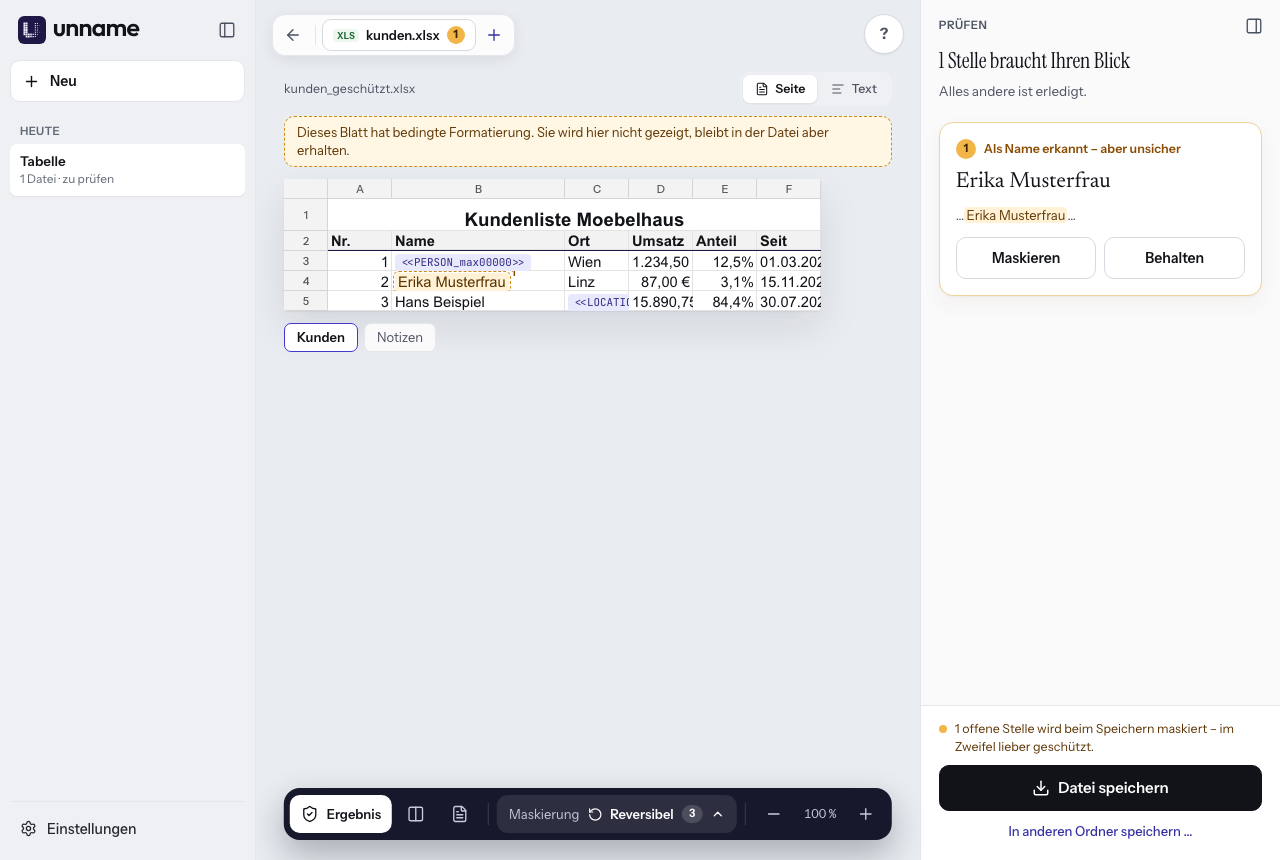 unname
Neu
HEUTE
Tabelle
1 Datei · zu prüfen
Einstellungen
XLS kunden.xlsx 1
?
kunden_geschützt.xlsx
Seite
Text
Dieses Blatt hat bedingte Formatierung. Sie wird hier nicht gezeigt, bleibt in der Datei aber
erhalten.
A B C D E F
1 Kundenliste Moebelhaus
2 Nr. Name Ort Umsatz Anteil Seit
3 1 <<PERSON_max00000>> Wien 1.234,50 12,5% 01.03.202
4 2 Erika Musterfrau Linz 87,00 € 3,1% 15.11.202
5 3 Hans Beispiel <<LOCATIO 15.890,75 84,4% 30.07.202
Kunden
Notizen
Ergebnis
Maskierung Reversibel 3
100 %
PRÜFEN
1 Stelle braucht Ihren Blick
Alles andere ist erledigt.
1 Als Name erkannt – aber unsicher
Erika Musterfrau
… Erika Musterfrau …
Maskieren
Behalten
1 offene Stelle wird beim Speichern maskiert – im
Zweifel lieber geschützt.
Datei speichern
In anderen Ordner speichern …